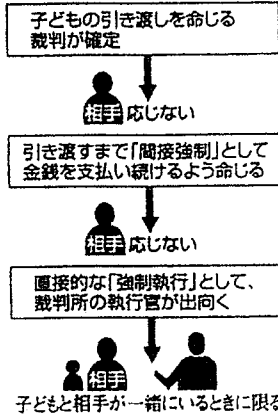 子どもの引き渡しを命じる
裁判が確定
相手 応じない
引き渡すまで「間接強制」として
金銭を支払い続けるよう命じる
相手 応じない
直接的な「強制執行」として、
裁判所の執行官が出向く
相手
子どもと相手が一緒にいるときに限る